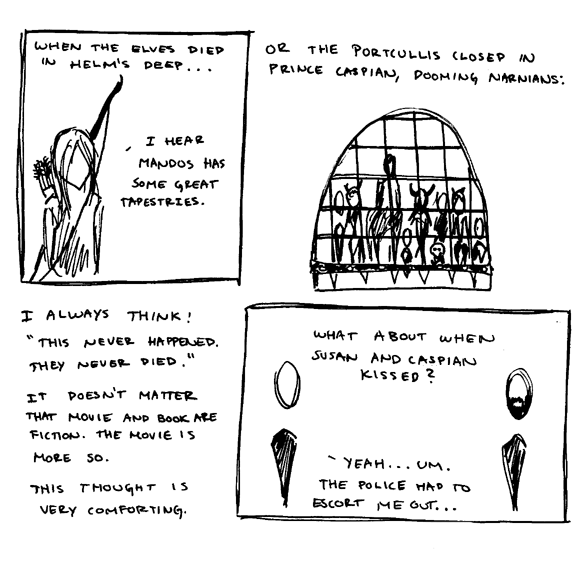 WHEN THE ELVES DIED
IN HELM'S DEEP...
I HEAR
MANDOS HAS
SOME GREAT
TAPESTRIES.
OR THE PORTCULLIS CLOSED IN
PRINCE CASPIAN, DOOMING NARNIANS:
I ALWAYS THINK:
"THIS NEVER HAPPENED.
THEY NEVER DIED."
IT DOESN'T MATTER
THAT MOVIE AND BOOK ARE
FICTION. THE MOVIE IS
MORE SO.
THIS THOUGHT IS
VERY COMFORTING.
WHAT ABOUT WHEN
SUSAN AND CASPIAN
KISSED?
YEAH... UM.
THE POLICE HAD TO
ESCORT ME OUT...